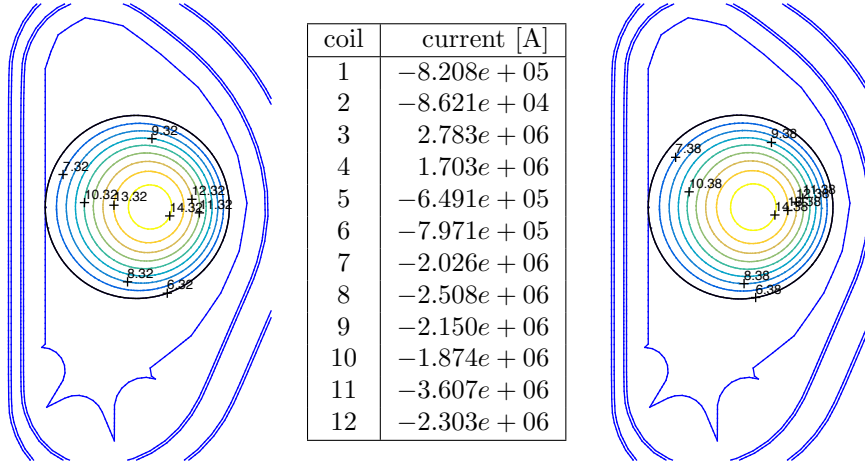 9.32
7.32
10.32
13.32
12.32
14.32
11.32
8.32
6.32
coil current [A]
1 −8.208e + 05
2 −8.621e + 04
3 2.783e + 06
4 1.703e + 06
5 −6.491e + 05
6 −7.971e + 05
7 −2.026e + 06
8 −2.508e + 06
9 −2.150e + 06
10 −1.874e + 06
11 −3.607e + 06
12 −2.303e + 06
9.38
7.38
10.38
11.38
12.38
14.38
8.38
6.38